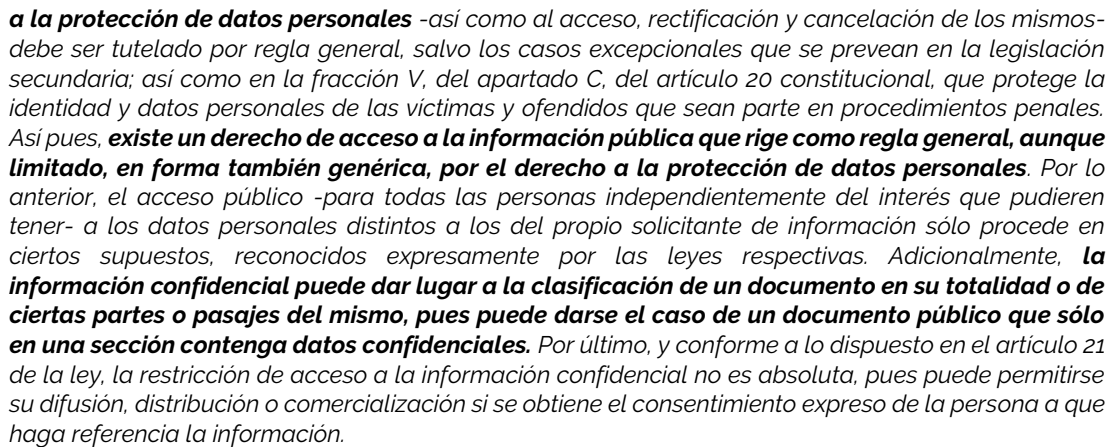 a la protección de datos personales -así como al acceso, rectificación y cancelación de los mismos-
debe ser tutelado por regla general, salvo los casos excepcionales que se prevean en la legislación
secundaria; así como en la fracción V, del apartado C, del artículo 20 constitucional, que protege la
identidad y datos personales de las víctimas y ofendidos que sean parte en procedimientos penales.
Así pues, existe un derecho de acceso a la información pública que rige como regla general, aunque
limitado, en forma también genérica, por el derecho a la protección de datos personales. Por lo
anterior, el acceso público -para todas las personas independientemente del interés que pudieren
tener- a los datos personales distintos a los del propio solicitante de información sólo procede en
ciertos supuestos, reconocidos expresamente por las leyes respectivas. Adicionalmente, la
información confidencial puede dar lugar a la clasificación de un documento en su totalidad o de
ciertas partes o pasajes del mismo, pues puede darse el caso de un documento público que sólo
en una sección contenga datos confidenciales. Por último, y conforme a lo dispuesto en el artículo 21
de la ley, la restricción de acceso a la información confidencial no es absoluta, pues puede permitirse
su difusión, distribución o comercialización si se obtiene el consentimiento expreso de la persona a que
haga referencia la información.